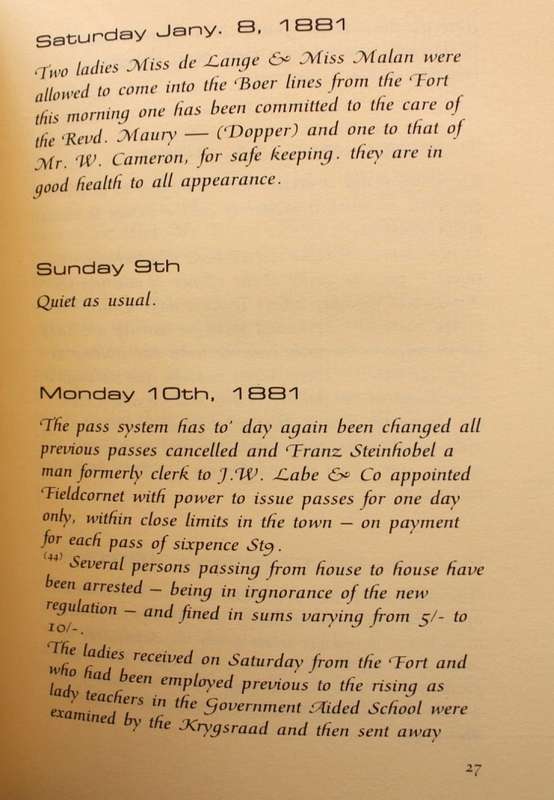 Saturday Jany. 8, 1881
Two ladies Miss de Lange & Miss Malan were
allowed to come into the Boer lines from the Fort
this morning one has been committed to the care of
the Revd. Maury — (Dopper) and one to that of
Mr. W. Cameron, for safe keeping. they are in
good health to all appearance.
Sunday 9th
Quiet as usual.
Monday 10th, 1881
The pass system has to' day again been changed all
previous passes cancelled and Franz Steinhobel a
man formerly clerk to J.W. Labe & Co appointed
Fieldcornet with power to issue passes for one day
only, within close limits in the town — on payment
for each pass of sixpence St9.
(44) Several persons passing from house to house have
been arrested — being in irgnorance of the new
regulation — and fined in sums varying from 5/- to
10/-.
The ladies received on Saturday from the Fort and
who had been employed previous to the rising as
lady teachers in the Government Aided School were
examined by the Krygsraad and then sent away
27